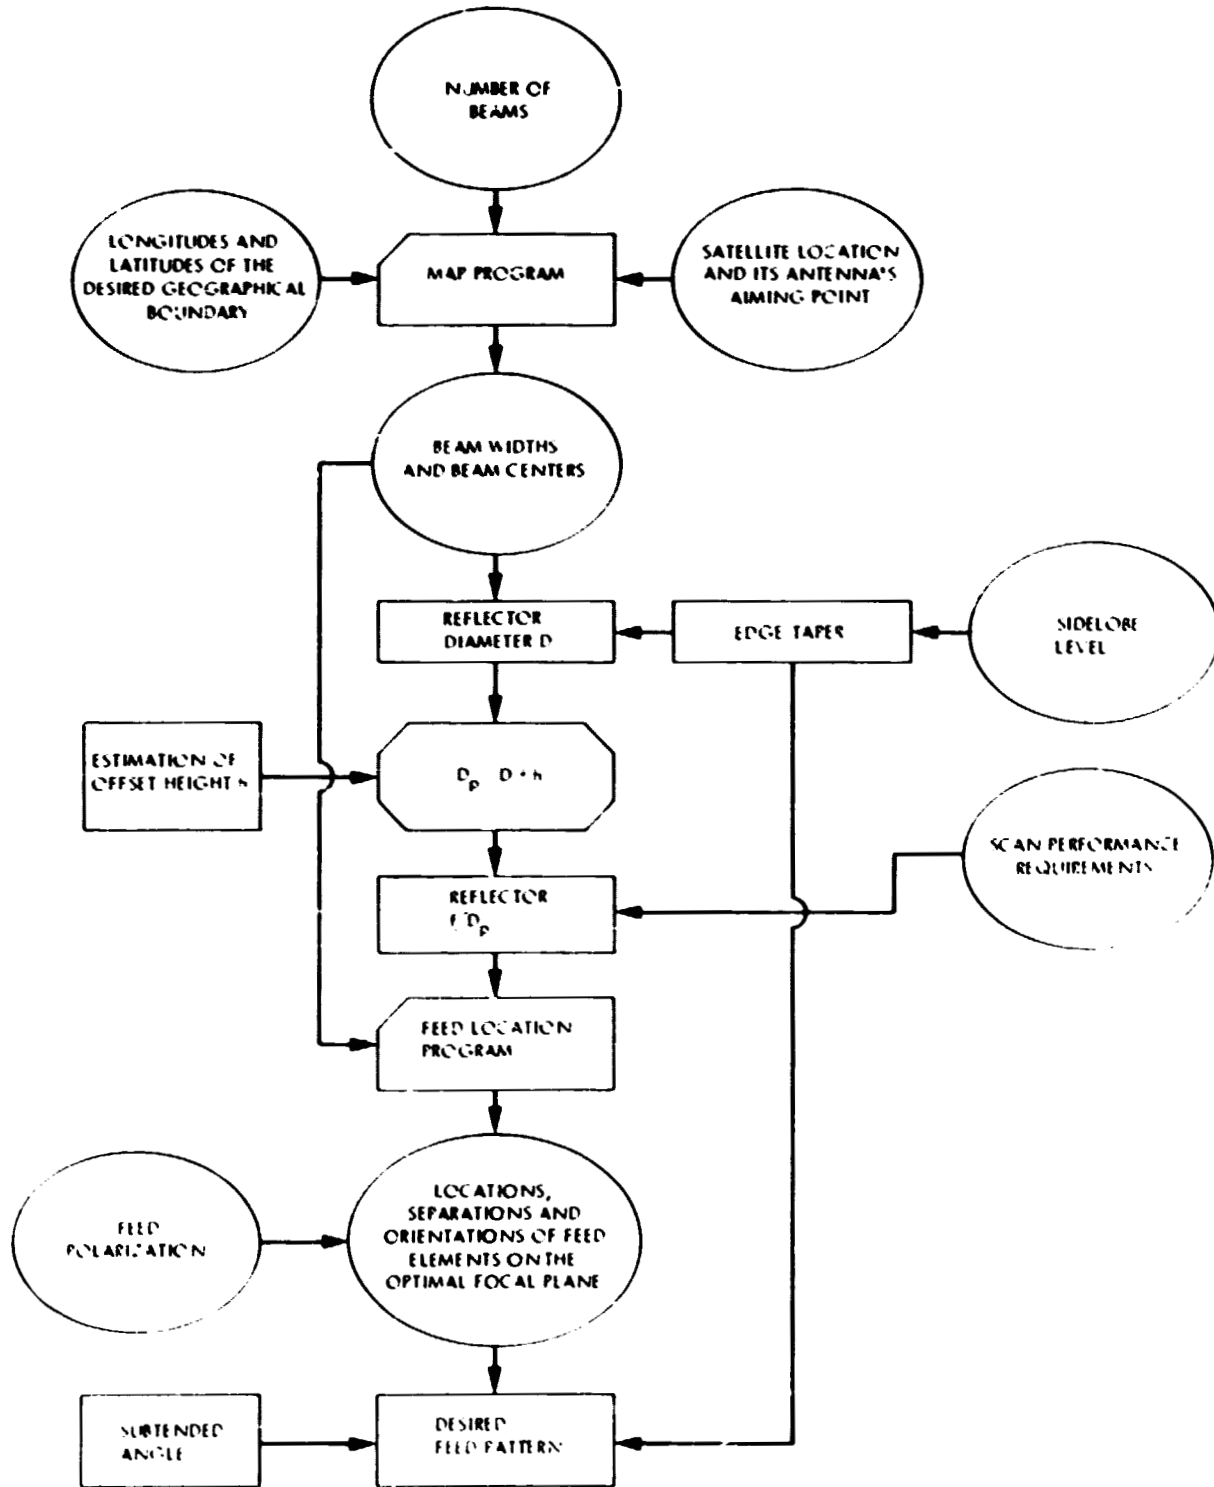 NUMBER OF
BEAMS
LONGITUDES AND
LATITUDES OF THE
DESIRED GEOGRAPHICAL
BOUNDARY
MAP PROGRAM
SATELLITE LOCATION
AND ITS ANTENNA'S
AIMING POINT
BEAM WIDTHS
AND BEAM CENTERS
REFLECTOR
DIAMETER D
EDGE TAPER
SIDELOBE
LEVEL
ESTIMATION OF
OFFSET HEIGHT h
D_p D + h
SCAN PERFORMANCE
REQUIREMENTS
REFLECTOR
f/D_p
FEED LOCATION
PROGRAM
FEED
POLARIZATION
LOCATIONS,
SEPARATIONS AND
ORIENTATIONS OF FEED
ELEMENTS ON THE
OPTIMAL FOCAL PLANE
SUBTENDED
ANGLE
DESIRED
FEED PATTERN